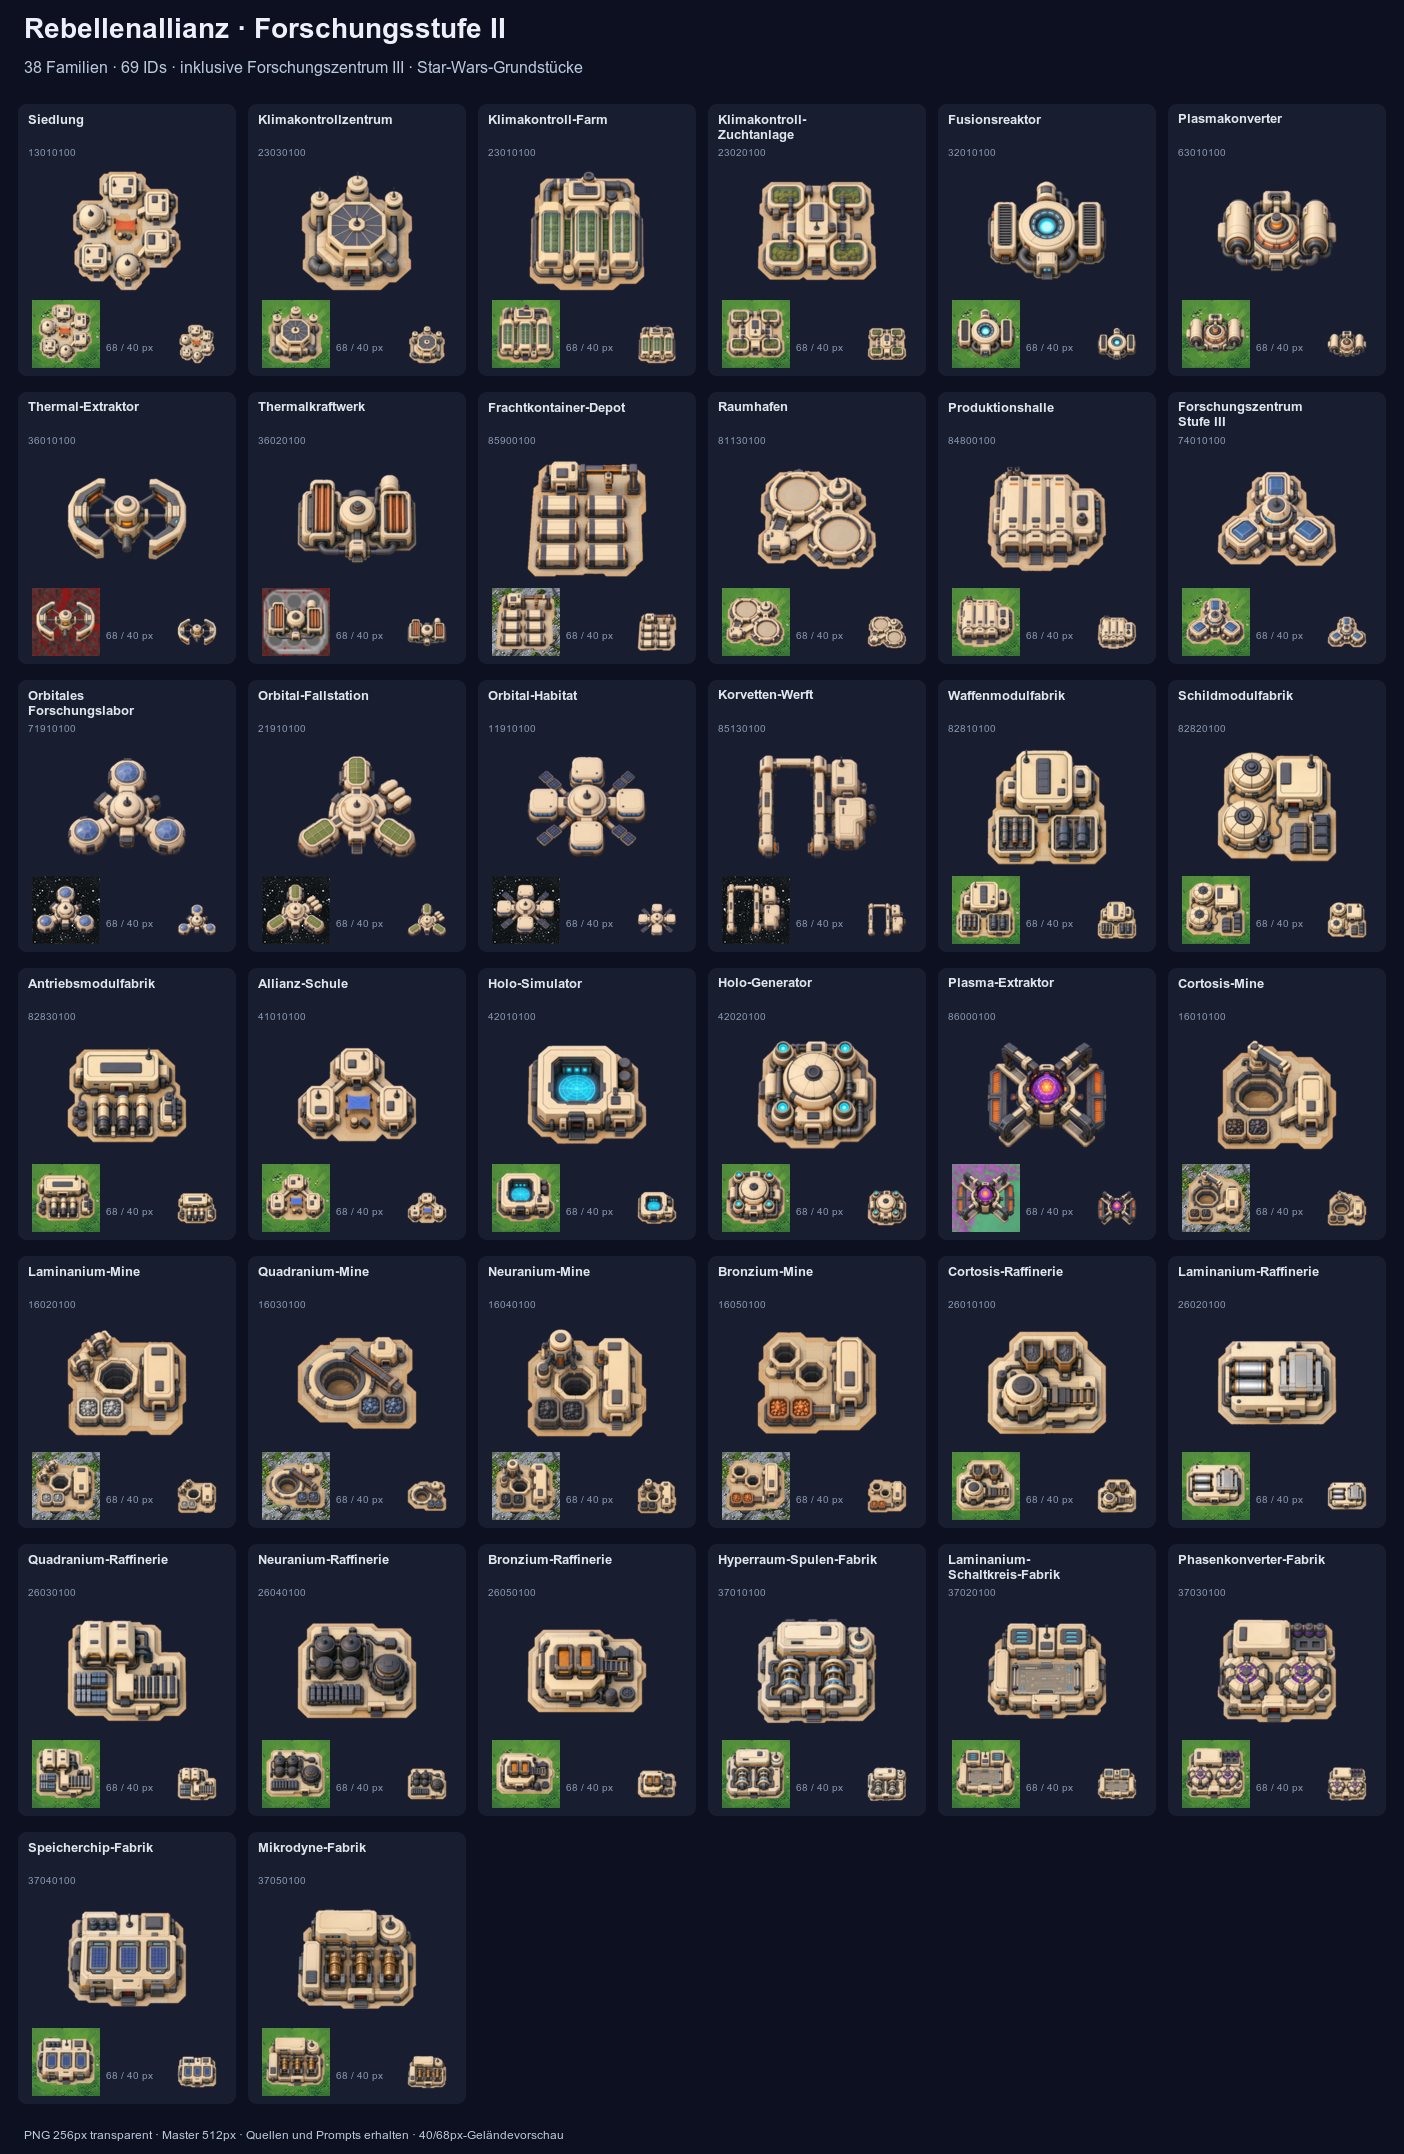 Rebellenallianz · Forschungsstufe II
38 Familien · 69 IDs · inklusive Forschungszentrum III · Star-Wars-Grundstücke
Siedlung
13010100
68 / 40 px
Klimakontrollzentrum
23030100
68 / 40 px
Klimakontroll-Farm
23010100
68 / 40 px
Klimakontroll-
Zuchtanlage
23020100
68 / 40 px
Fusionsreaktor
32010100
68 / 40 px
Plasmakonverter
63010100
68 / 40 px
Thermal-Extraktor
36010100
68 / 40 px
Thermalkraftwerk
36020100
68 / 40 px
Frachtkontainer-Depot
85900100
68 / 40 px
Raumhafen
81130100
68 / 40 px
Produktionshalle
84800100
68 / 40 px
Forschungszentrum
Stufe III
74010100
68 / 40 px
Orbitales
Forschungslabor
71910100
68 / 40 px
Orbital-Fallstation
21910100
68 / 40 px
Orbital-Habitat
11910100
68 / 40 px
Korvetten-Werft
85130100
68 / 40 px
Waffenmodulfabrik
82810100
68 / 40 px
Schildmodulfabrik
82820100
68 / 40 px
Antriebsmodulfabrik
82830100
68 / 40 px
Allianz-Schule
41010100
68 / 40 px
Holo-Simulator
42010100
68 / 40 px
Holo-Generator
42020100
68 / 40 px
Plasma-Extraktor
86000100
68 / 40 px
Cortosis-Mine
16010100
68 / 40 px
Laminanium-Mine
16020100
68 / 40 px
Quadranium-Mine
16030100
68 / 40 px
Neuranium-Mine
16040100
68 / 40 px
Bronzium-Mine
16050100
68 / 40 px
Cortosis-Raffinerie
26010100
68 / 40 px
Laminanium-Raffinerie
26020100
68 / 40 px
Quadranium-Raffinerie
26030100
68 / 40 px
Neuranium-Raffinerie
26040100
68 / 40 px
Bronzium-Raffinerie
26050100
68 / 40 px
Hyperraum-Spulen-Fabrik
37010100
68 / 40 px
Laminanium-
Schaltkreis-Fabrik
37020100
68 / 40 px
Phasenkonverter-Fabrik
37030100
68 / 40 px
Speicherchip-Fabrik
37040100
68 / 40 px
Mikrodyne-Fabrik
37050100
68 / 40 px
PNG 256px transparent · Master 512px · Quellen und Prompts erhalten · 40/68px-Geländevorschau